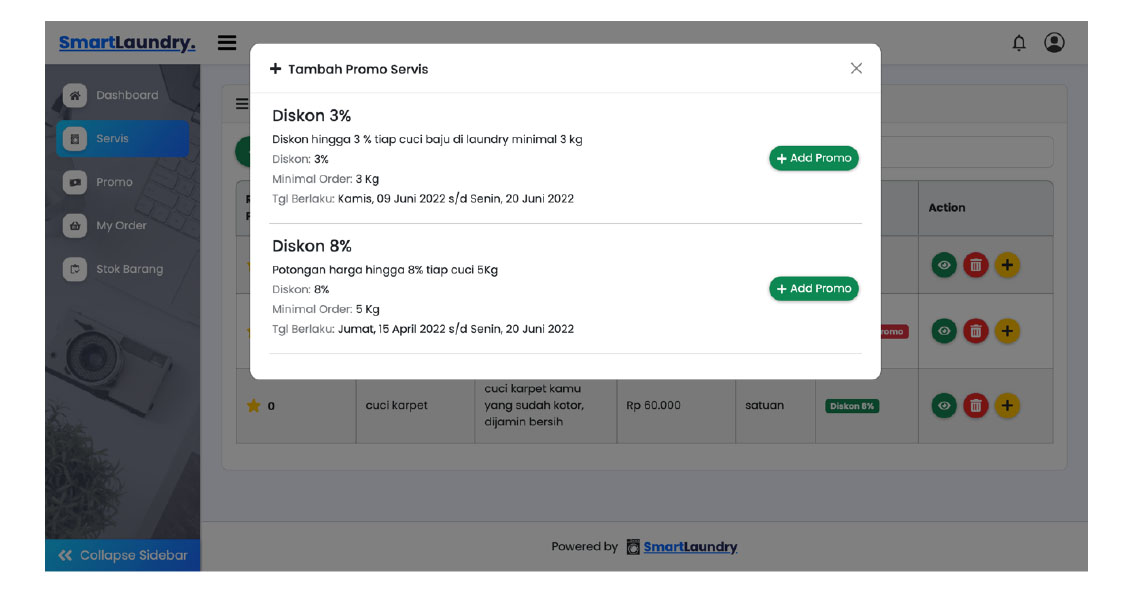 SmartLaundry.
Tambah Promo Servis
Dashboard
Servis
Promo
My Order
Stok Barang
Diskon 3%
Diskon hingga 3 % tiap cuci baju di laundry minimal 3 kg
Diskon: 3%
Minimal Order: 3 Kg
Tgl Berlaku: Kamis, 09 Juni 2022 s/d Senin, 20 Juni 2022
+ Add Promo
Diskon 8%
Potongan harga hingga 8% tiap cuci 5Kg
Diskon: 8%
Minimal Order: 5 Kg
Tgl Berlaku: Jumat, 15 April 2022 s/d Senin, 20 Juni 2022
+ Add Promo
Action
0
cuci karpet
cuci karpet kamu
yang sudah kotor,
dijamin bersih
Rp 60.000
satuan
Diskon 8%
Collapse Sidebar
Powered by SmartLaundry.